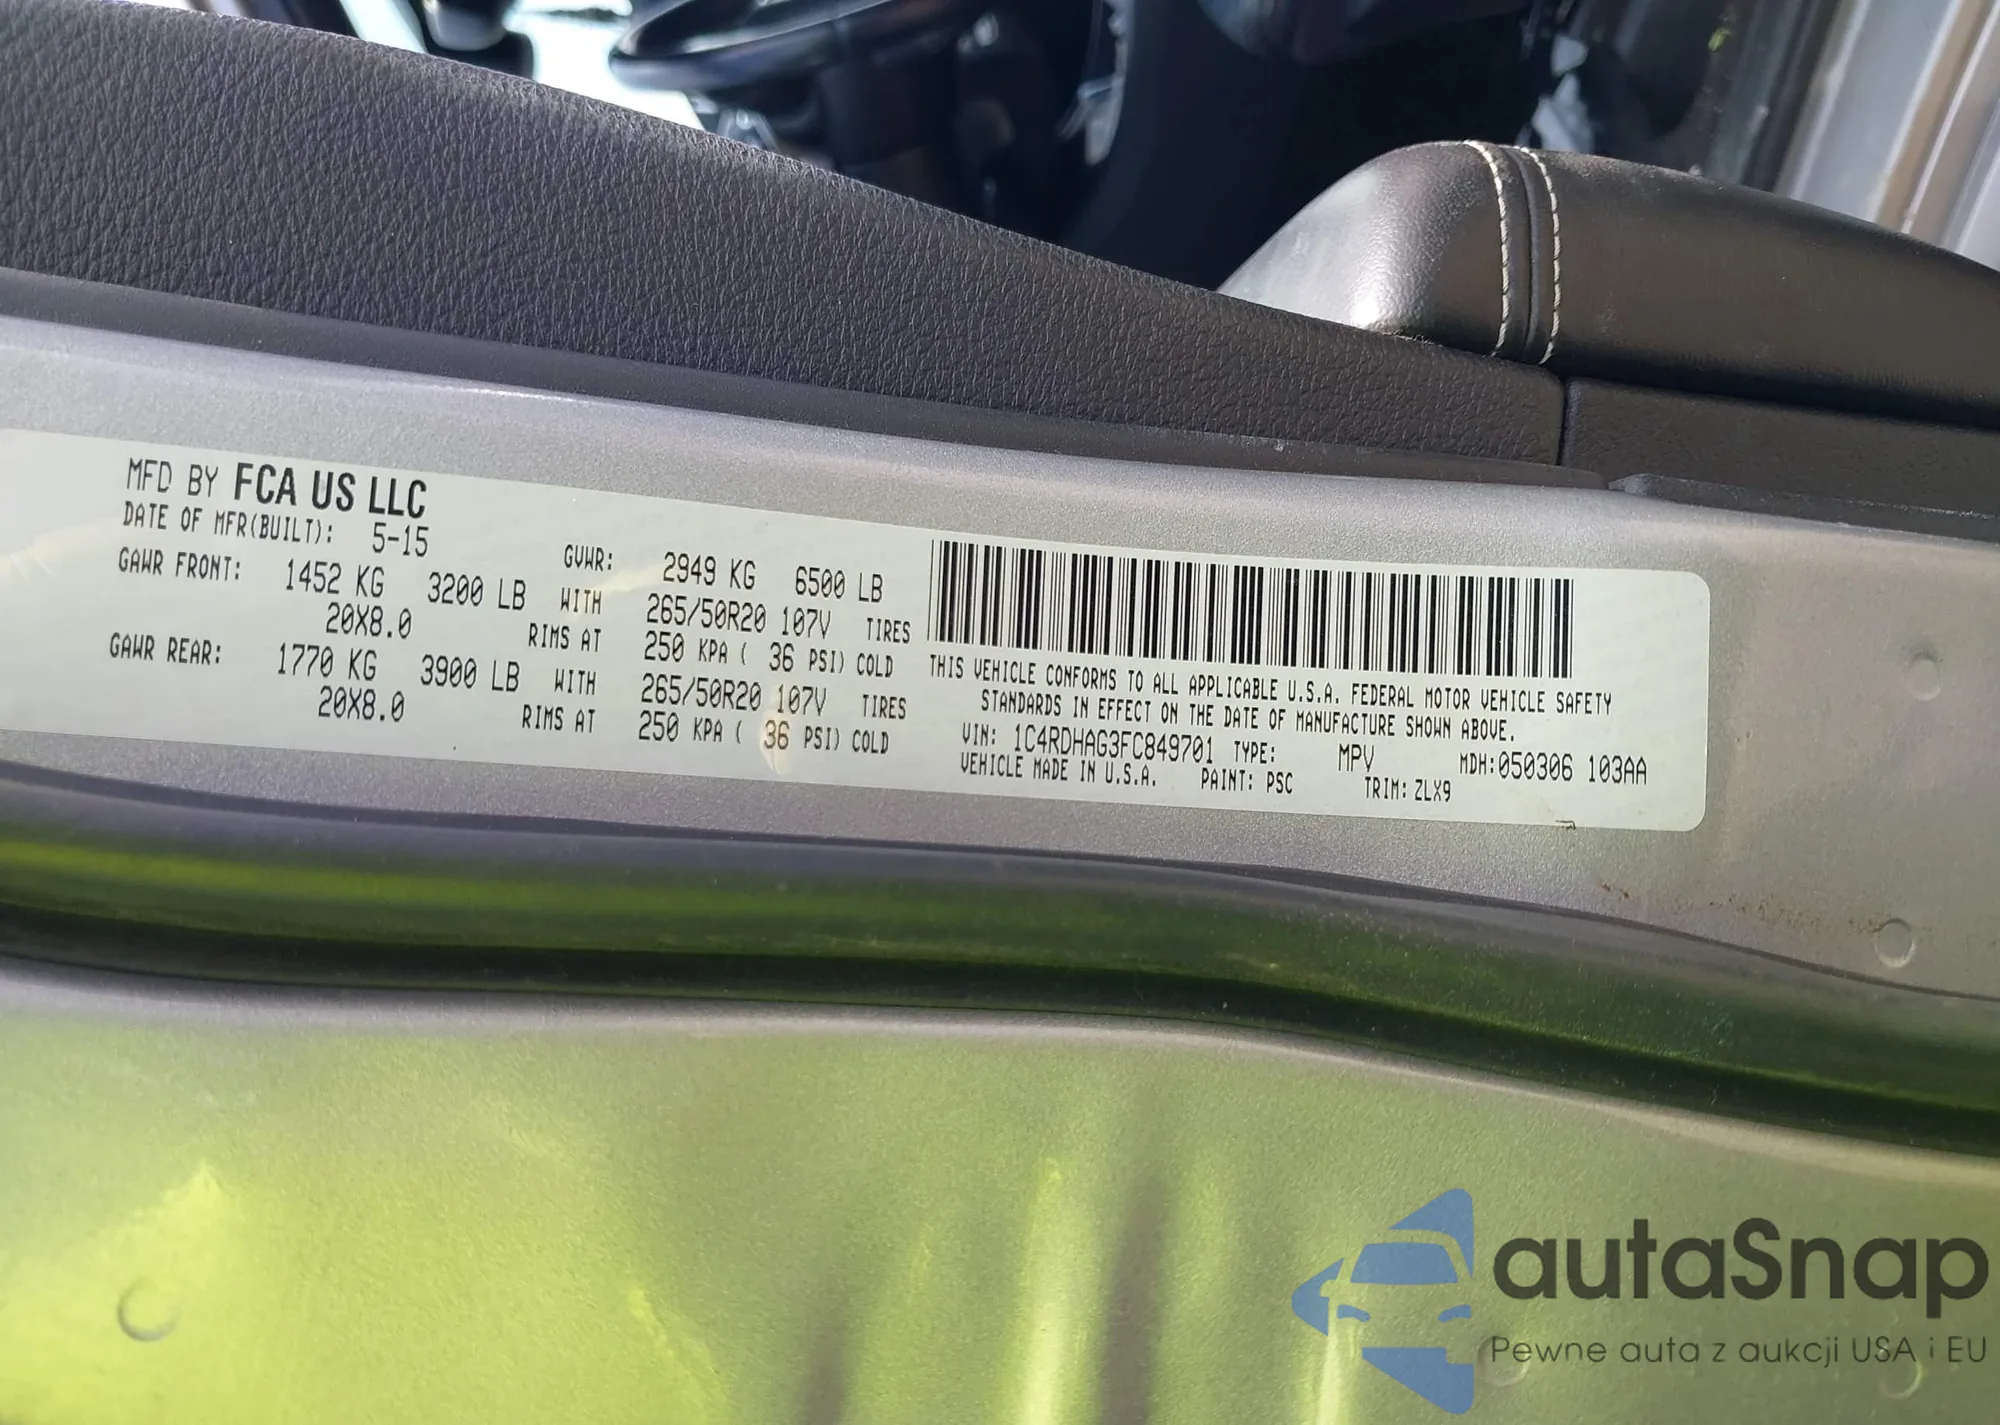 MFD BY FCA US LLC
DATE OF MFR(BUILT): 5-15 GVWR: 2949 KG 6500 LB
GAWR FRONT: 1452 KG 3200 LB WITH 265/50R20 107V TIRES
20X8.0 RIMS AT 250 KPA ( 36 PSI) COLD
GAWR REAR: 1770 KG 3900 LB WITH 265/50R20 107V TIRES
20X8.0 RIMS AT 250 KPA ( 36 PSI) COLD
THIS VEHICLE CONFORMS TO ALL APPLICABLE U.S.A. FEDERAL MOTOR VEHICLE SAFETY
STANDARDS IN EFFECT ON THE DATE OF MANUFACTURE SHOWN ABOVE.
VIN: 1C4RDHAG3FC849701 TYPE: MPV MDH:050306 103AA
VEHICLE MADE IN U.S.A. PAINT: PSC TRIM: ZLX9
autaSnap
Pewne auta z aukcji USA i EU